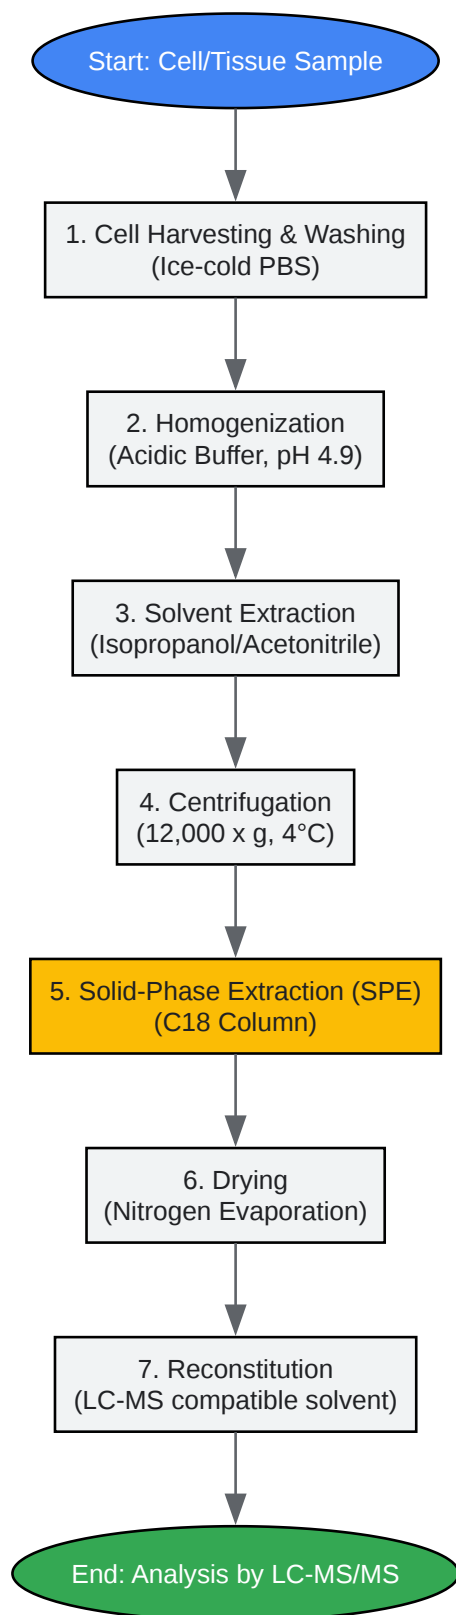 Start: Cell/Tissue Sample
1. Cell Harvesting & Washing
(Ice-cold PBS)
2. Homogenization
(Acidic Buffer, pH 4.9)
3. Solvent Extraction
(Isopropanol/Acetonitrile)
4. Centrifugation
(12,000 x g, 4°C)
5. Solid-Phase Extraction (SPE)
(C18 Column)
6. Drying
(Nitrogen Evaporation)
7. Reconstitution
(LC-MS compatible solvent)
End: Analysis by LC-MS/MS